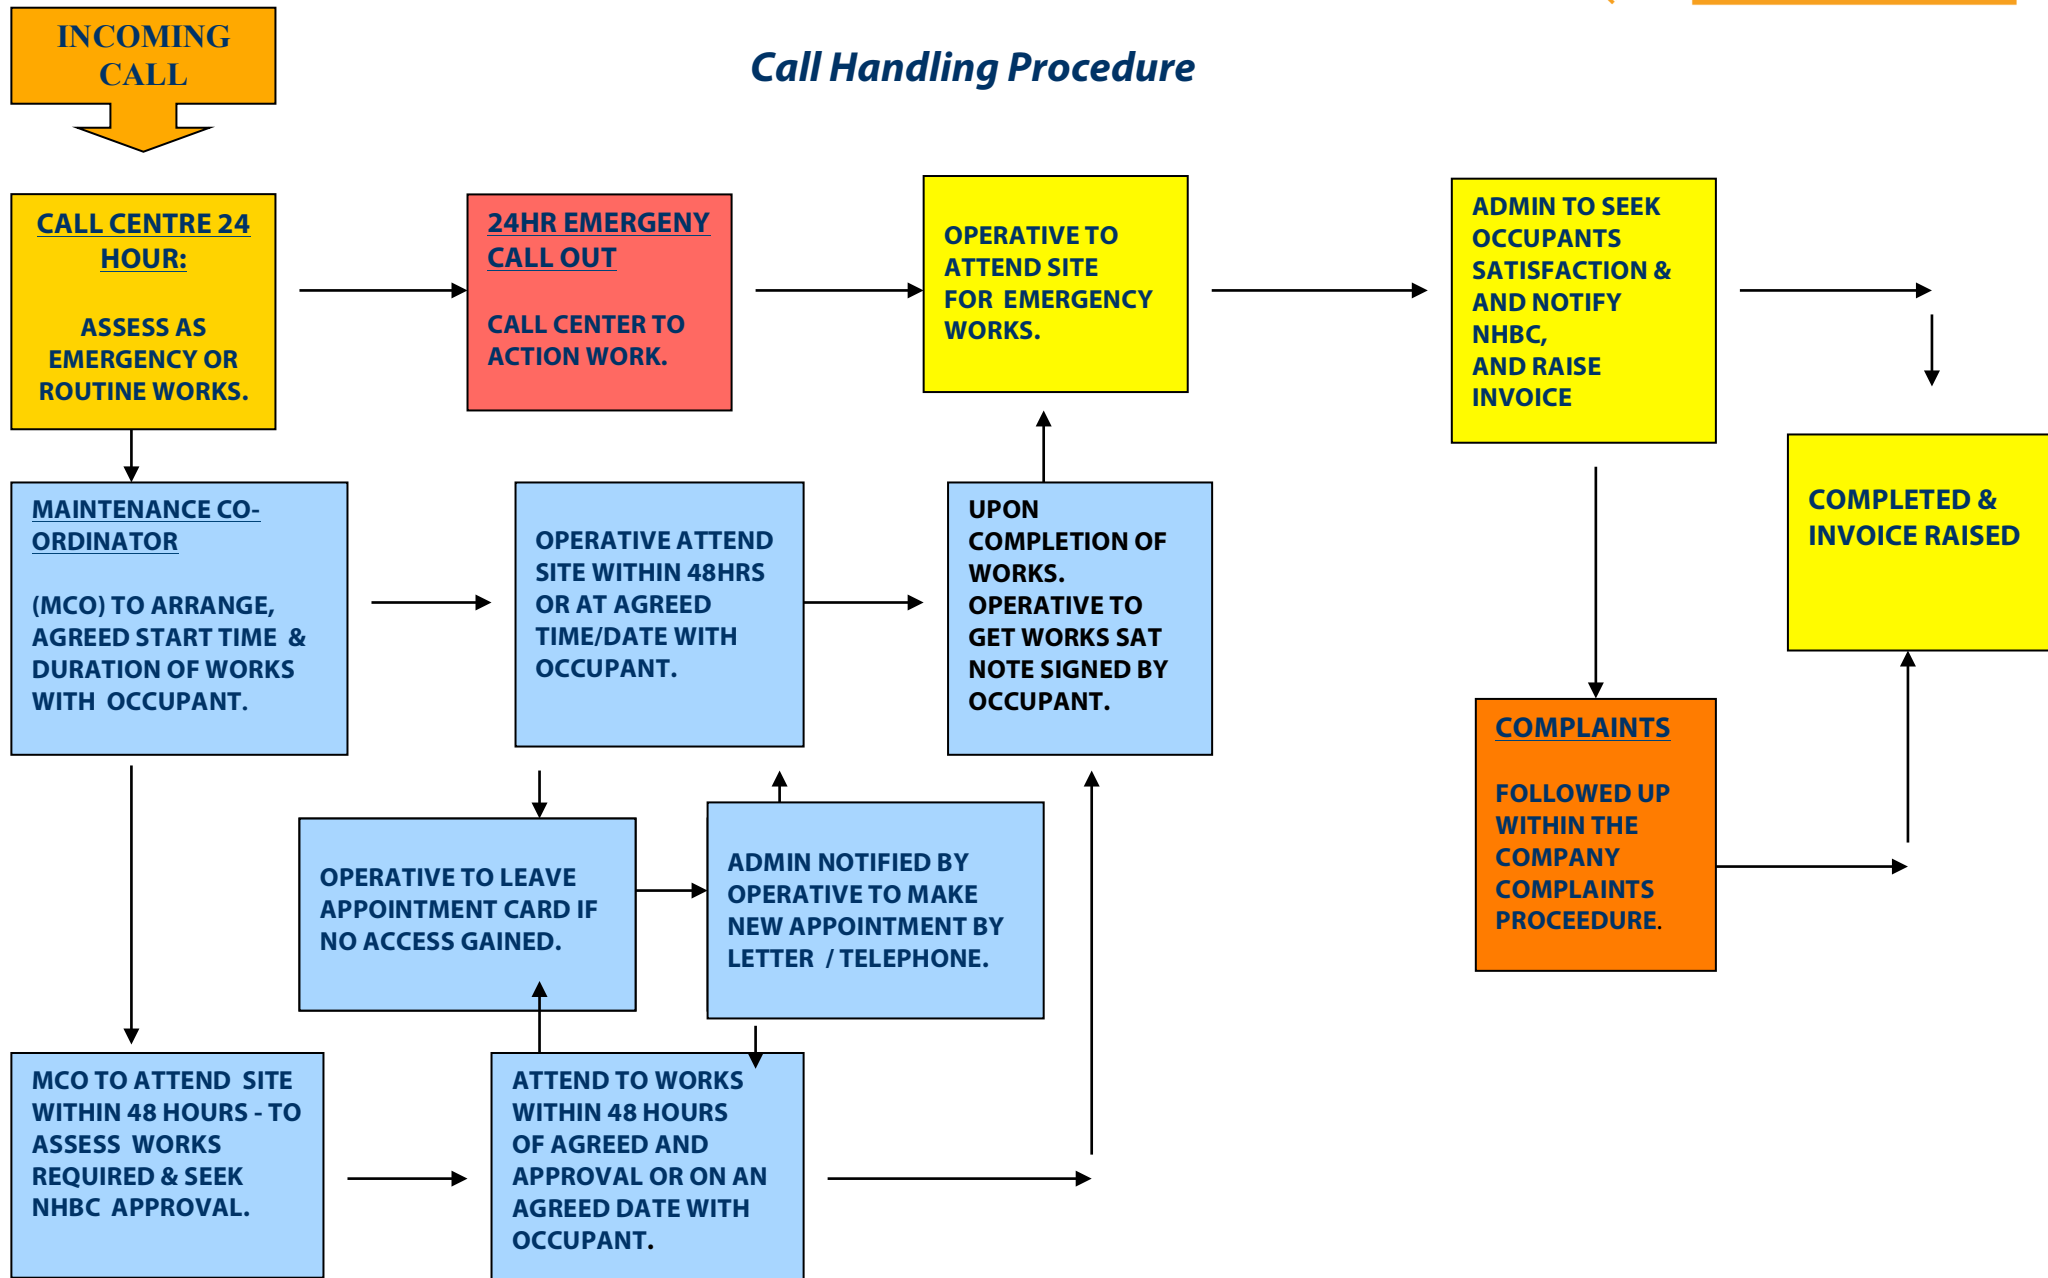 INCOMING
CALL
Call Handling Procedure
CALL CENTRE 24
HOUR:
ASSESS AS
EMERGENCY OR
ROUTINE WORKS.
24HR EMERGENY
CALL OUT
CALL CENTER TO
ACTION WORK.
OPERATIVE TO
ATTEND SITE
FOR EMERGENCY
WORKS.
ADMIN TO SEEK
OCCUPANTS
SATISFACTION &
AND NOTIFY
NHBC,
AND RAISE
INVOICE
COMPLETED &
INVOICE RAISED
MAINTENANCE CO-
ORDINATOR
(MCO) TO ARRANGE,
AGREED START TIME &
DURATION OF WORKS
WITH OCCUPANT.
OPERATIVE ATTEND
SITE WITHIN 48HRS
OR AT AGREED
TIME/DATE WITH
OCCUPANT.
UPON
COMPLETION OF
WORKS.
OPERATIVE TO
GET WORKS SAT
NOTE SIGNED BY
OCCUPANT.
COMPLAINTS
FOLLOWED UP
WITHIN THE
COMPANY
COMPLAINTS
PROCEEDURE.
OPERATIVE TO LEAVE
APPOINTMENT CARD IF
NO ACCESS GAINED.
ADMIN NOTIFIED BY
OPERATIVE TO MAKE
NEW APPOINTMENT BY
LETTER / TELEPHONE.
MCO TO ATTEND SITE
WITHIN 48 HOURS - TO
ASSESS WORKS
REQUIRED & SEEK
NHBC APPROVAL.
ATTEND TO WORKS
WITHIN 48 HOURS
OF AGREED AND
APPROVAL OR ON AN
AGREED DATE WITH
OCCUPANT.